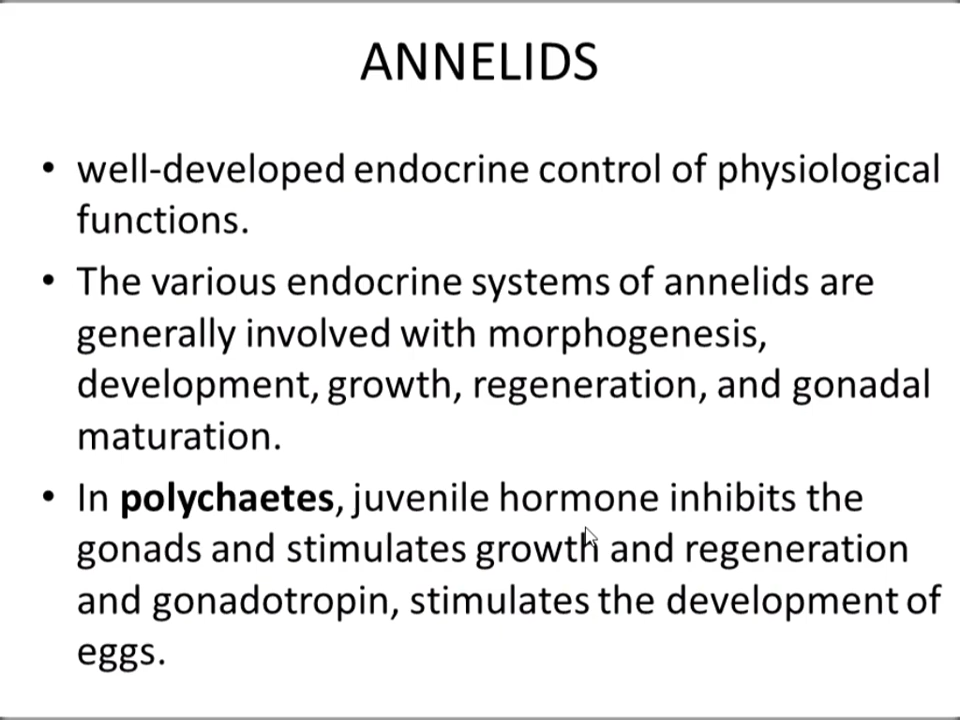 ANNELIDS
• well-developed endocrine control of physiological
functions.
• The various endocrine systems of annelids are
generally involved with morphogenesis,
development, growth, regeneration, and gonadal
maturation.
• In polychaetes, juvenile hormone inhibits the
gonads and stimulates growth and regeneration
and gonadotropin, stimulates the development of
eggs.